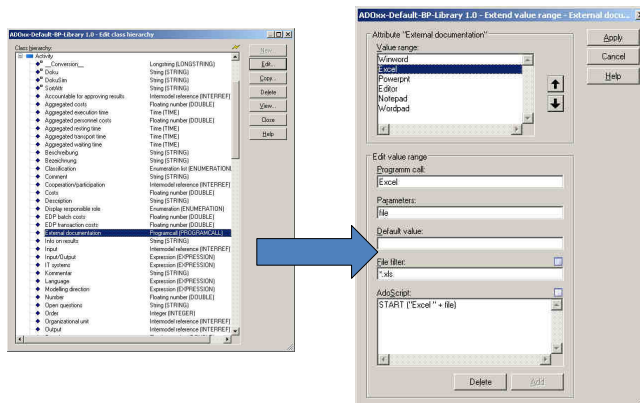 ADOxx-Default-BP-Library 1.0 - Edit class hierarchy
Class hierarchy:
Activity
_Conversion_ Longstring (LONGSTRING)
Doku String (STRING)
DokuSim String (STRING)
SortAttr String (STRING)
Accountable for approving results Intermodel reference (INTERREF)
Aggregated costs Floating number (DOUBLE)
Aggregated execution time Time (TIME)
Aggregated personnel costs Floating number (DOUBLE)
Aggregated resting time Time (TIME)
Aggregated transport time Time (TIME)
Aggregated waiting time Time (TIME)
Beschreibung String (STRING)
Bezeichnung String (STRING)
Classification Enumeration list (ENUMERATIONL
Comment String (STRING)
Cooperation/participation Intermodel reference (INTERREF)
Costs Floating number (DOUBLE)
Description String (STRING)
Display responsible role Enumeration (ENUMERATION)
EDP batch costs Floating number (DOUBLE)
EDP transaction costs Floating number (DOUBLE)
External documentation Programcall (PROGRAMCALL)
Info on results String (STRING)
Input Intermodel reference (INTERREF)
Input/Output Expression (EXPRESSION)
IT systems Expression (EXPRESSION)
Kommentar String (STRING)
Language Expression (EXPRESSION)
Modelling direction Expression (EXPRESSION)
Number Floating number (DOUBLE)
Open questions String (STRING)
Order Integer (INTEGER)
Organizational unit Intermodel reference (INTERREF)
Output Intermodel reference (INTERREF)
New...
Edit...
Copy...
Delete
View...
Close
Help
ADOxx-Default-BP-Library 1.0 - Extend value range - External docu...
Attribute "External documentation"
Value range:
Winword
Excel
Powerpnt
Editor
Notepad
Wordpad
Apply
Cancel
Help
Edit value range
Programm call:
Excel
Parameters:
file
Default value:
File filter:
*.xls
AdoScript:
START ("Excel " + file)
Delete
Add